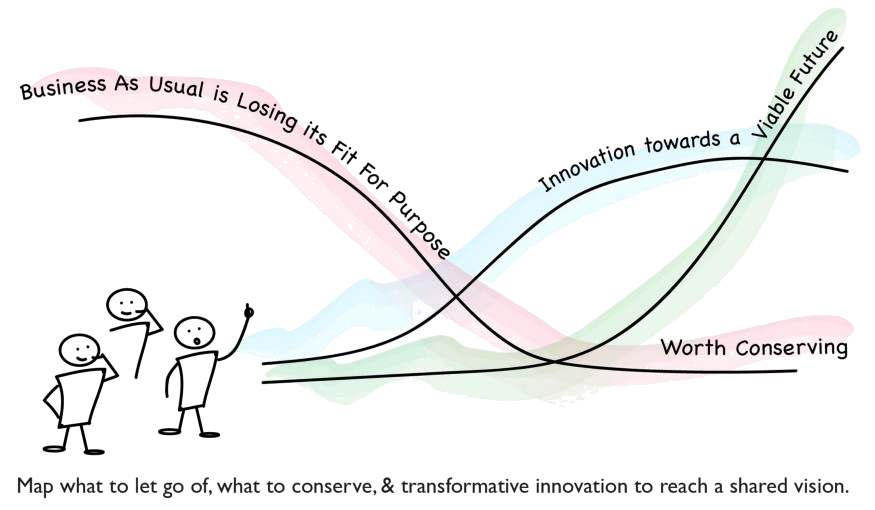 Business As Usual is Losing its Fit For Purpose
Innovation towards a Viable Future
Worth Conserving
Map what to let go of, what to conserve, & transformative innovation to reach a shared vision.